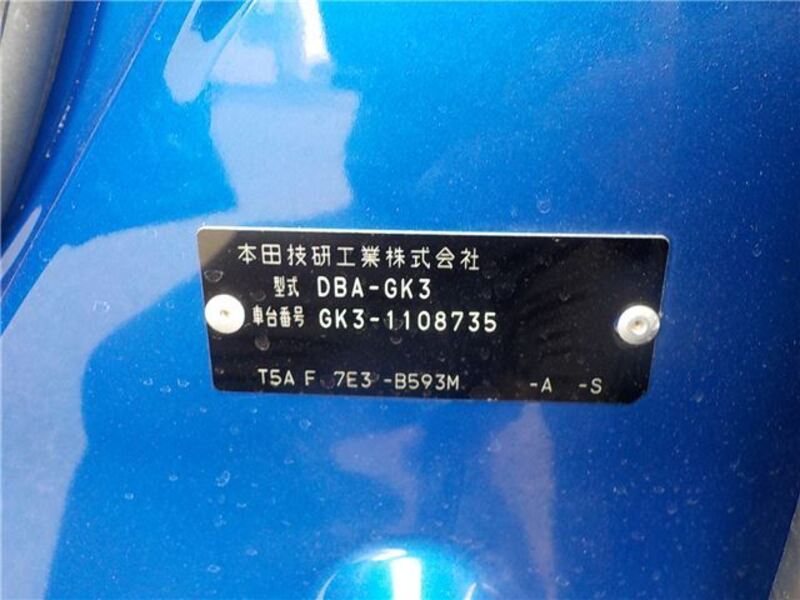 本田技研工業株式会社
型式 DBA-GK3
車台番号 GK3-1108735
T5A F 7E3 -B593M -A -S